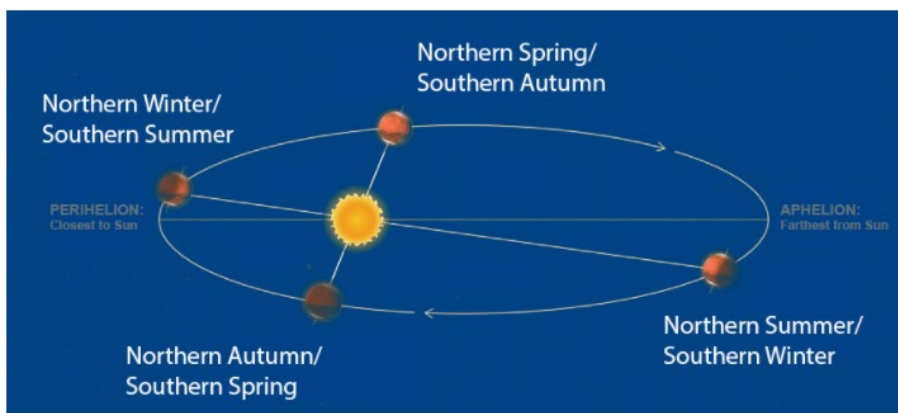 Northern Spring/
Southern Autumn
Northern Winter/
Southern Summer
PERIHELION:
Closest to Sun
APHELION:
Farthest from Sun
Northern Summer/
Southern Winter
Northern Autumn/
Southern Spring